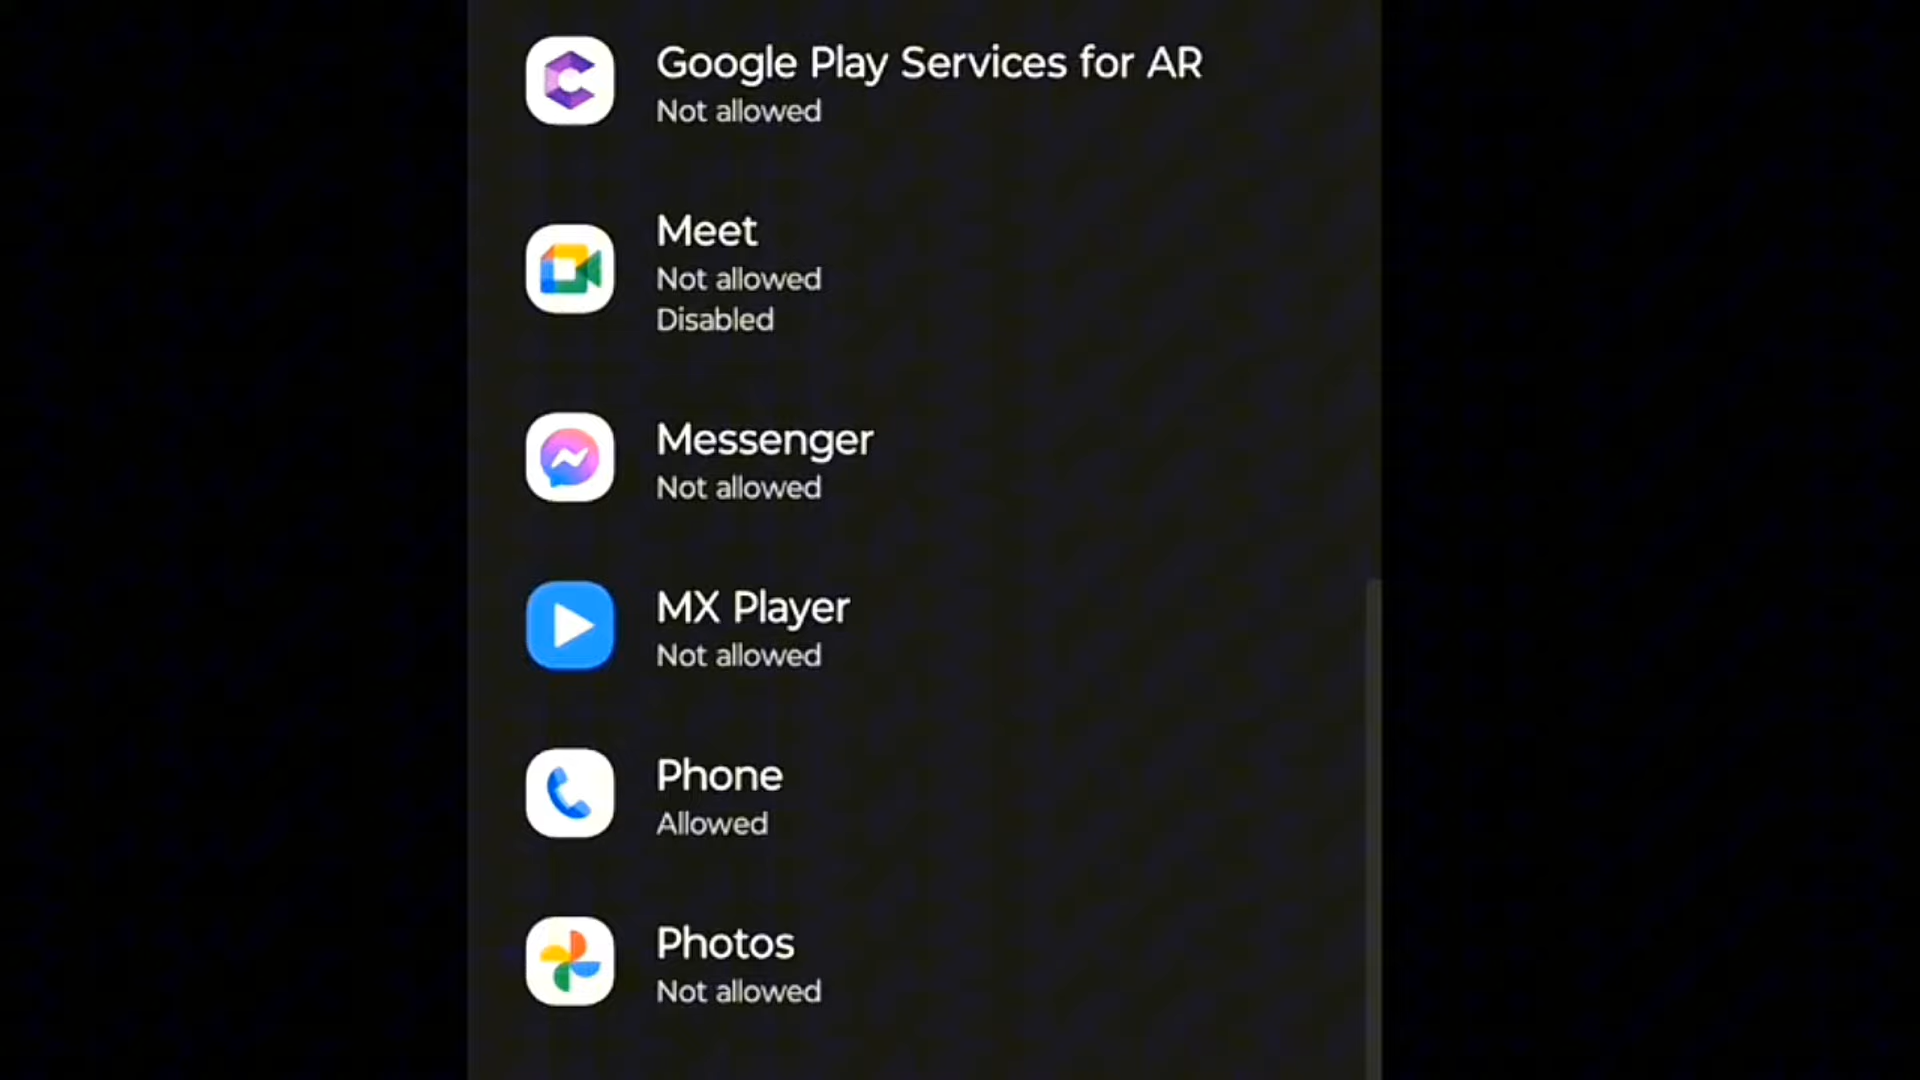 Google Play Services for AR
Not allowed
Meet
Not allowed
Disabled
Messenger
Not allowed
MX Player
Not allowed
Phone
Allowed
Photos
Not allowed